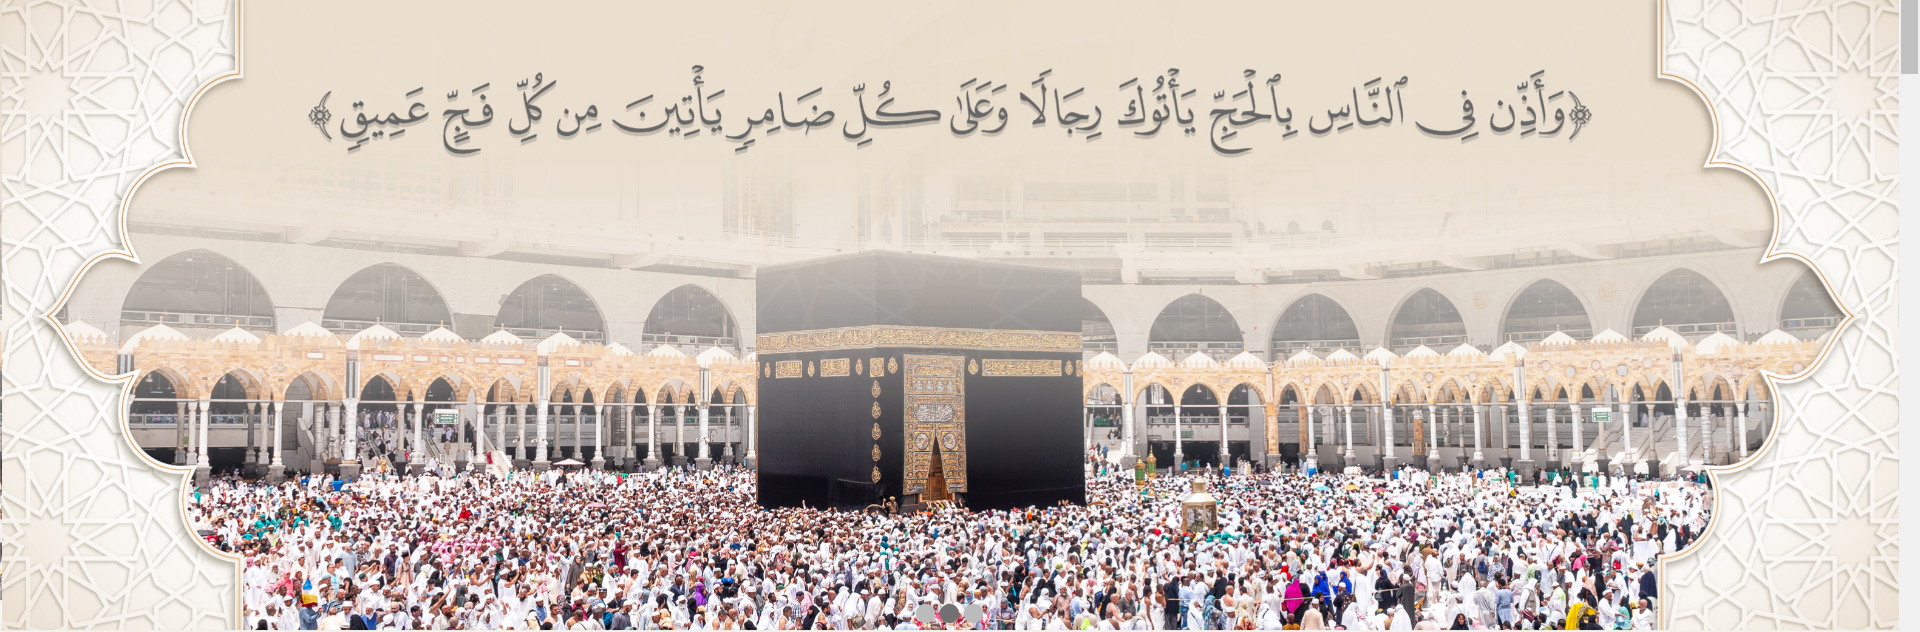 ﴿وَأَذِّن فِي ٱلنَّاسِ بِٱلْحَجِّ يَأْتُوكَ رِجَالًا وَعَلَىٰ كُلِّ ضَامِرٍ يَأْتِينَ مِن كُلِّ فَجٍّ عَمِيقٍ﴾